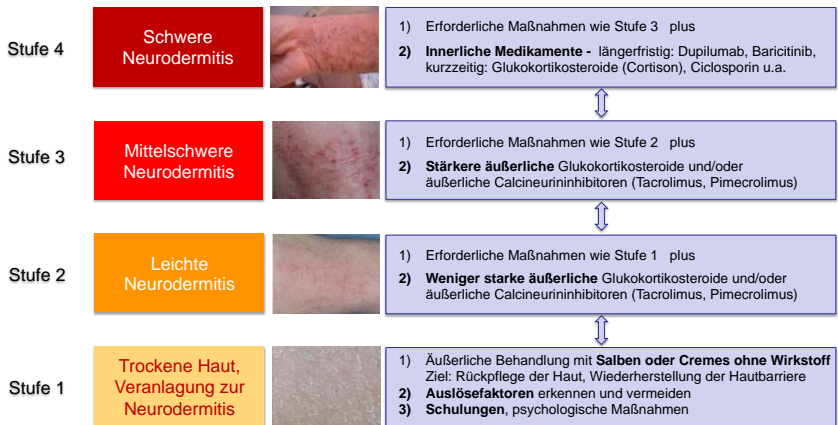 Stufe 4
Schwere
Neurodermitis
1) Erforderliche Maßnahmen wie Stufe 3 plus
2) Innerliche Medikamente - längerfristig: Dupilumab, Baricitinib,
kurzzeitig: Glukokortikosteroide (Cortison), Ciclosporin u.a.
Stufe 3
Mittelschwere
Neurodermitis
1) Erforderliche Maßnahmen wie Stufe 2 plus
2) Stärkere äußerliche Glukokortikosteroide und/oder
äußerliche Calcineurininhibitoren (Tacrolimus, Pimecrolimus)
Stufe 2
Leichte
Neurodermitis
1) Erforderliche Maßnahmen wie Stufe 1 plus
2) Weniger starke äußerliche Glukokortikosteroide und/oder
äußerliche Calcineurininhibitoren (Tacrolimus, Pimecrolimus)
Stufe 1
Trockene Haut,
Veranlagung zur
Neurodermitis
1) Äußerliche Behandlung mit Salben oder Cremes ohne Wirkstoff
Ziel: Rückpflege der Haut, Wiederherstellung der Hautbarriere
2) Auslösefaktoren erkennen und vermeiden
3) Schulungen, psychologische Maßnahmen